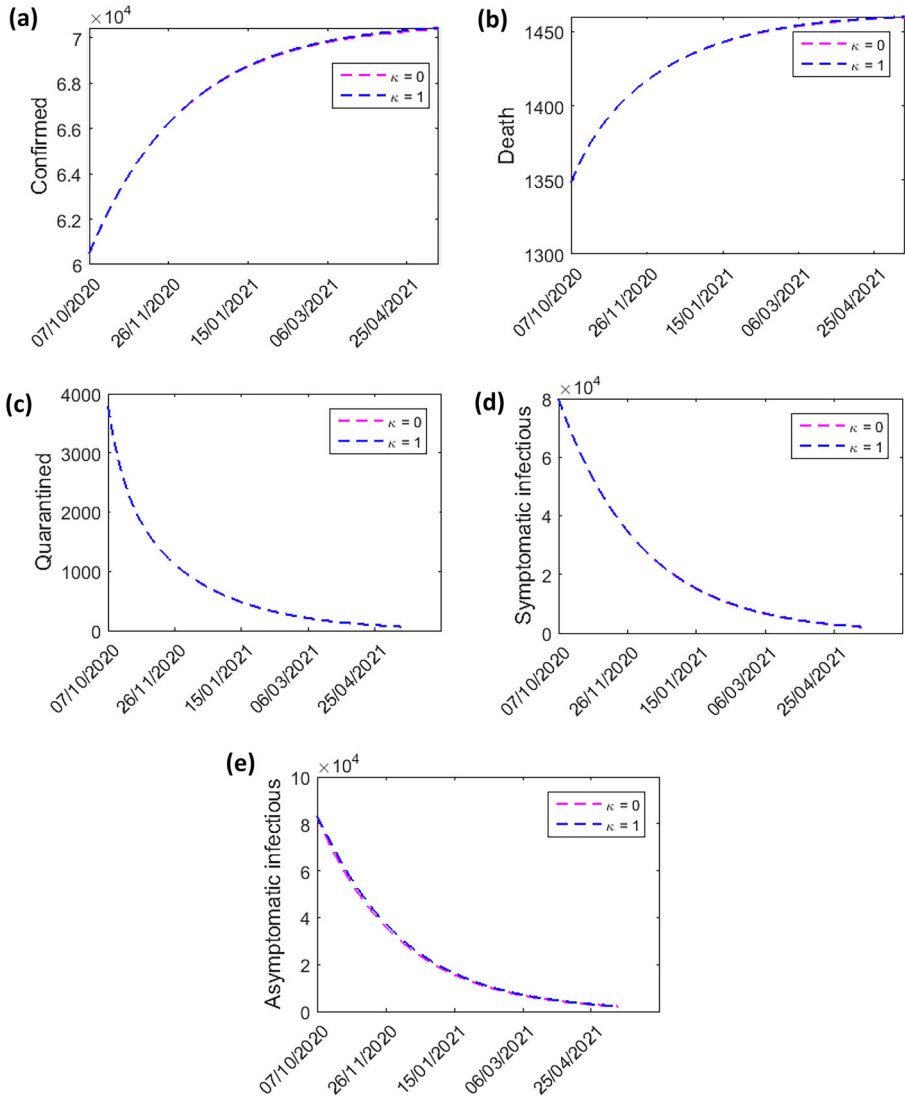 (a)
×10⁴
7
6.8
6.6
6.4
6.2
6
Confirmed
κ = 0
κ = 1
07/10/2020
26/11/2020
15/01/2021
06/03/2021
25/04/2021
(b)
1460
1400
1350
1300
Death
κ = 0
κ = 1
07/10/2020
26/11/2020
15/01/2021
06/03/2021
25/04/2021
(c)
4000
3000
2000
1000
0
Quarantined
κ = 0
κ = 1
07/10/2020
26/11/2020
15/01/2021
06/03/2021
25/04/2021
(d)
×10⁴
8
6
4
2
0
Symptomatic infectious
κ = 0
κ = 1
07/10/2020
26/11/2020
15/01/2021
06/03/2021
25/04/2021
(e)
×10⁴
10
8
6
4
2
0
Asymptomatic infectious
κ = 0
κ = 1
07/10/2020
26/11/2020
15/01/2021
06/03/2021
25/04/2021